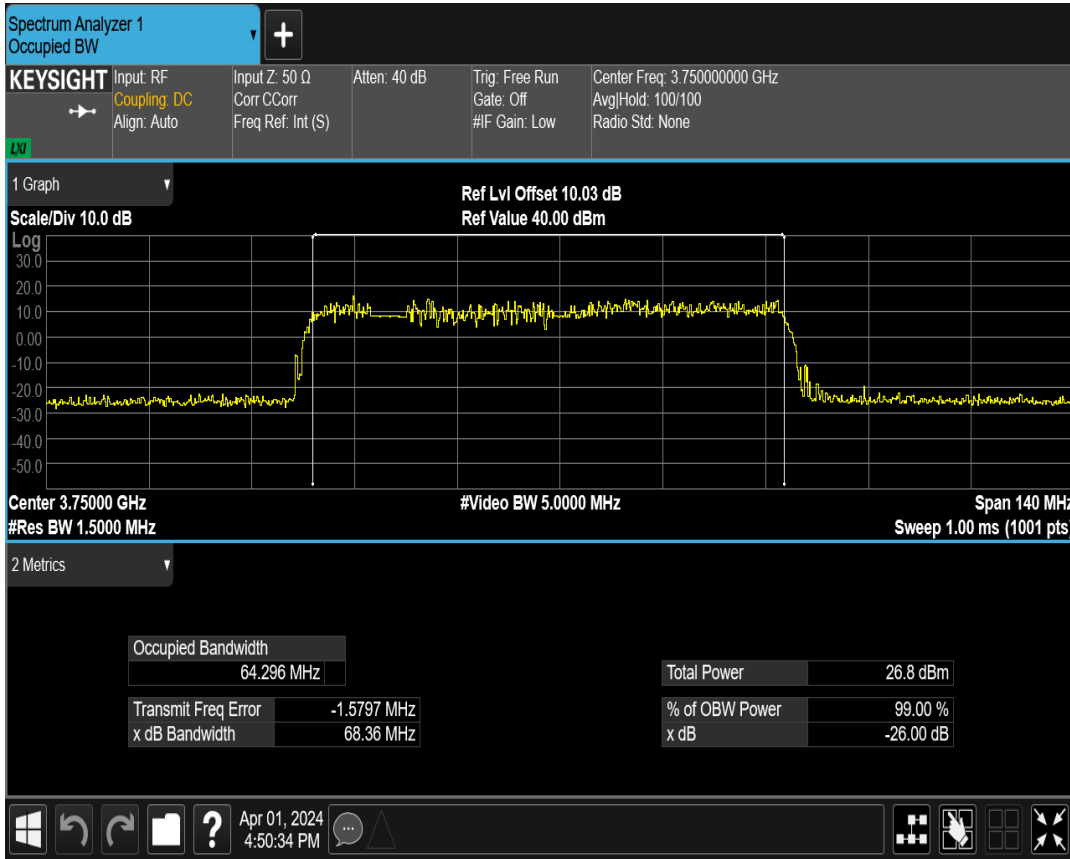 Spectrum Analyzer 1
Occupied BW
KEYSIGHT
LXI
Input: RF
Coupling: DC
Align: Auto
Input Z: 50 Ω
Corr CCorr
Freq Ref: Int (S)
Atten: 40 dB
Trig: Free Run
Gate: Off
#IF Gain: Low
Center Freq: 3.750000000 GHz
Avg|Hold: 100/100
Radio Std: None
1 Graph
Scale/Div 10.0 dB
Ref Lvl Offset 10.03 dB
Ref Value 40.00 dBm
Log
30.0
20.0
10.0
0.00
-10.0
-20.0
-30.0
-40.0
-50.0
Center 3.75000 GHz
#Video BW 5.0000 MHz
Span 140 MHz
#Res BW 1.5000 MHz
Sweep 1.00 ms (1001 pts)
2 Metrics
Occupied Bandwidth
64.296 MHz
Total Power 26.8 dBm
Transmit Freq Error -1.5797 MHz
% of OBW Power 99.00 %
x dB Bandwidth 68.36 MHz
x dB -26.00 dB
Apr 01, 2024
4:50:34 PM